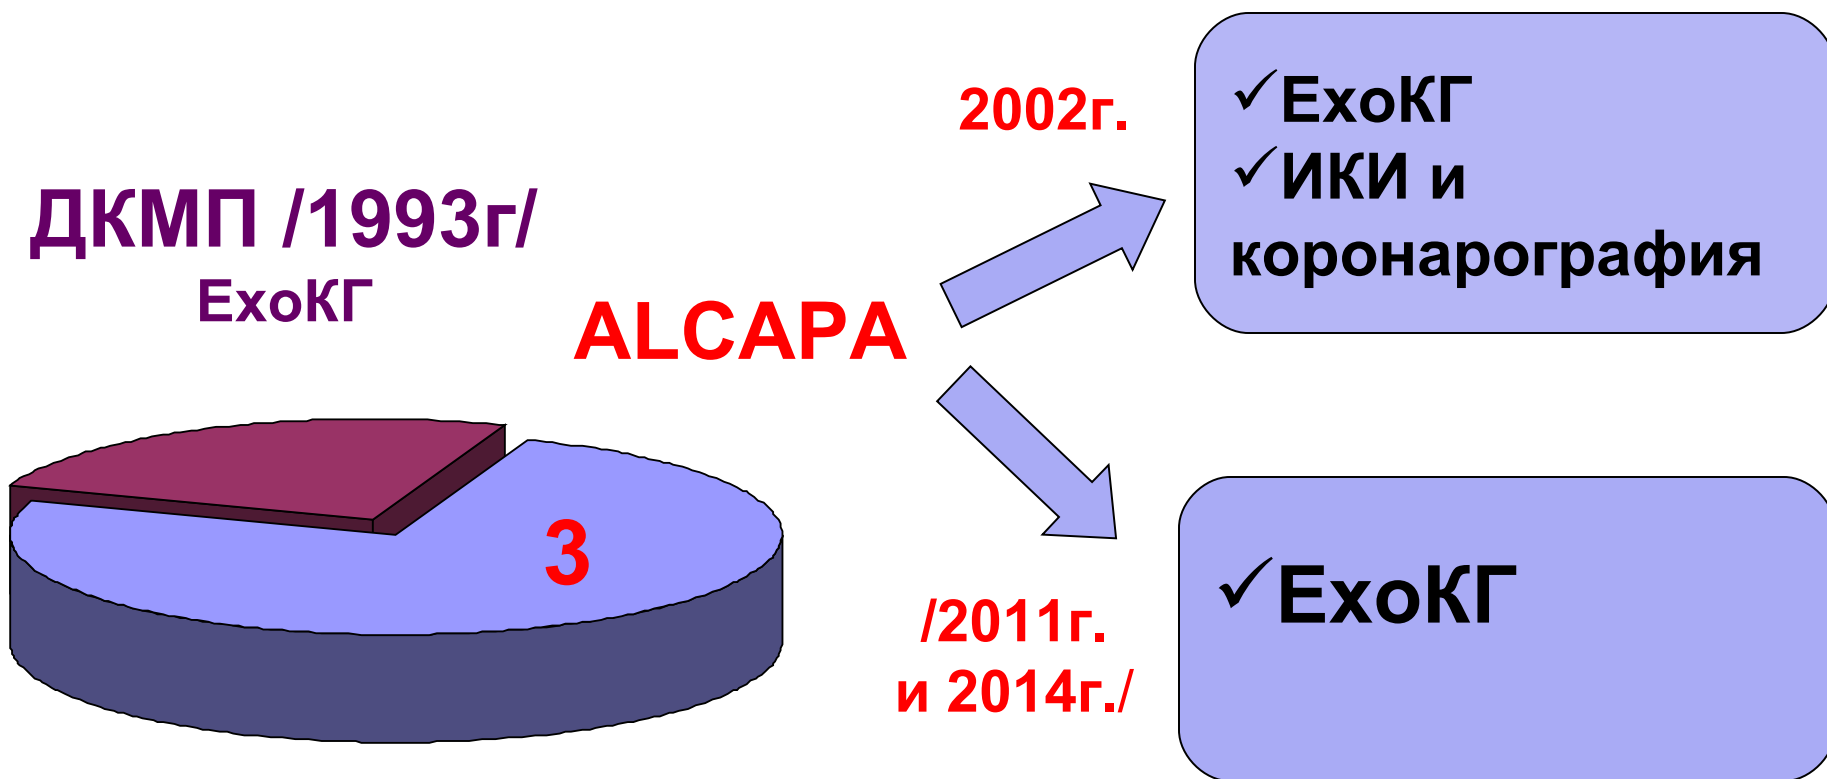 ДКМП /1993г/
ЕхоКГ
ALCAPA
3
2002г.
✓ЕхоКГ
✓ИКИ и
коронарография
/2011г.
и 2014г./
✓ЕхоКГ